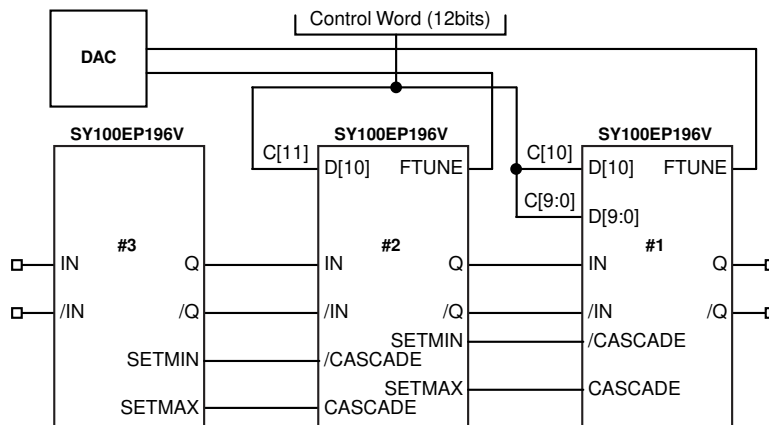 Control Word (12bits)
DAC
SY100EP196V SY100EP196V SY100EP196V
C[11] D[10] FTUNE C[10] D[10] FTUNE
C[9:0] D[9:0]
#3 #2 #1
IN Q IN Q IN Q
/IN /Q /IN /Q /IN /Q
SETMIN /CASCADE
SETMIN /CASCADE
SETMAX CASCADE
SETMAX CASCADE